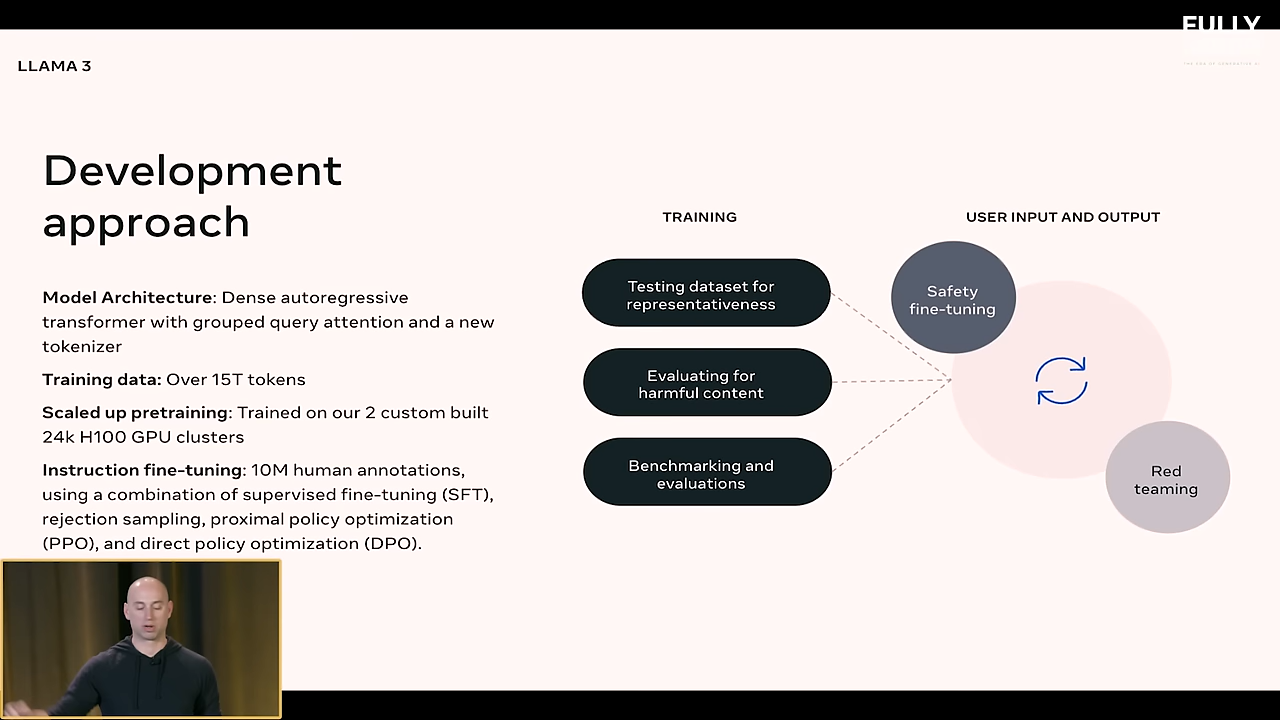 FULLY
LLAMA 3
Development
approach
Model Architecture: Dense autoregressive
transformer with grouped query attention and a new
tokenizer
Training data: Over 15T tokens
Scaled up pretraining: Trained on our 2 custom built
24k H100 GPU clusters
Instruction fine-tuning: 10M human annotations,
using a combination of supervised fine-tuning (SFT),
rejection sampling, proximal policy optimization
(PPO), and direct policy optimization (DPO).
TRAINING
Testing dataset for
representativeness
Evaluating for
harmful content
Benchmarking and
evaluations
USER INPUT AND OUTPUT
Safety
fine-tuning
Red
teaming